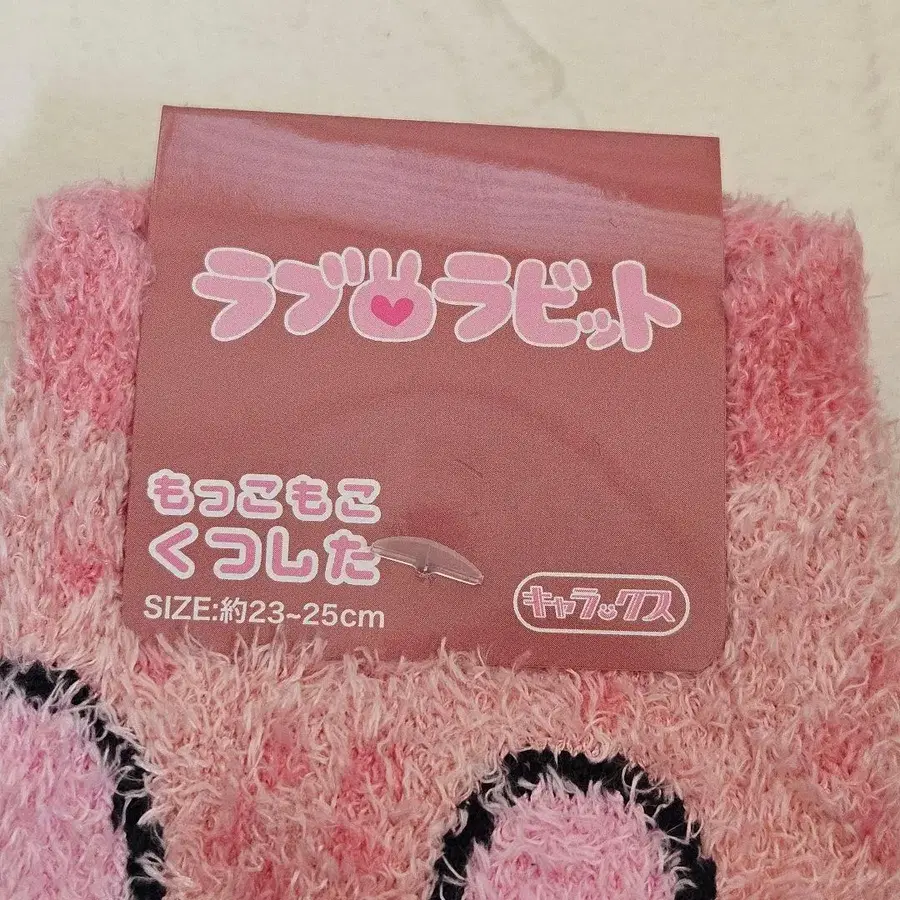 ラブラビット
もっこもこ
くつした
SIZE:約23~25cm
キャラックス